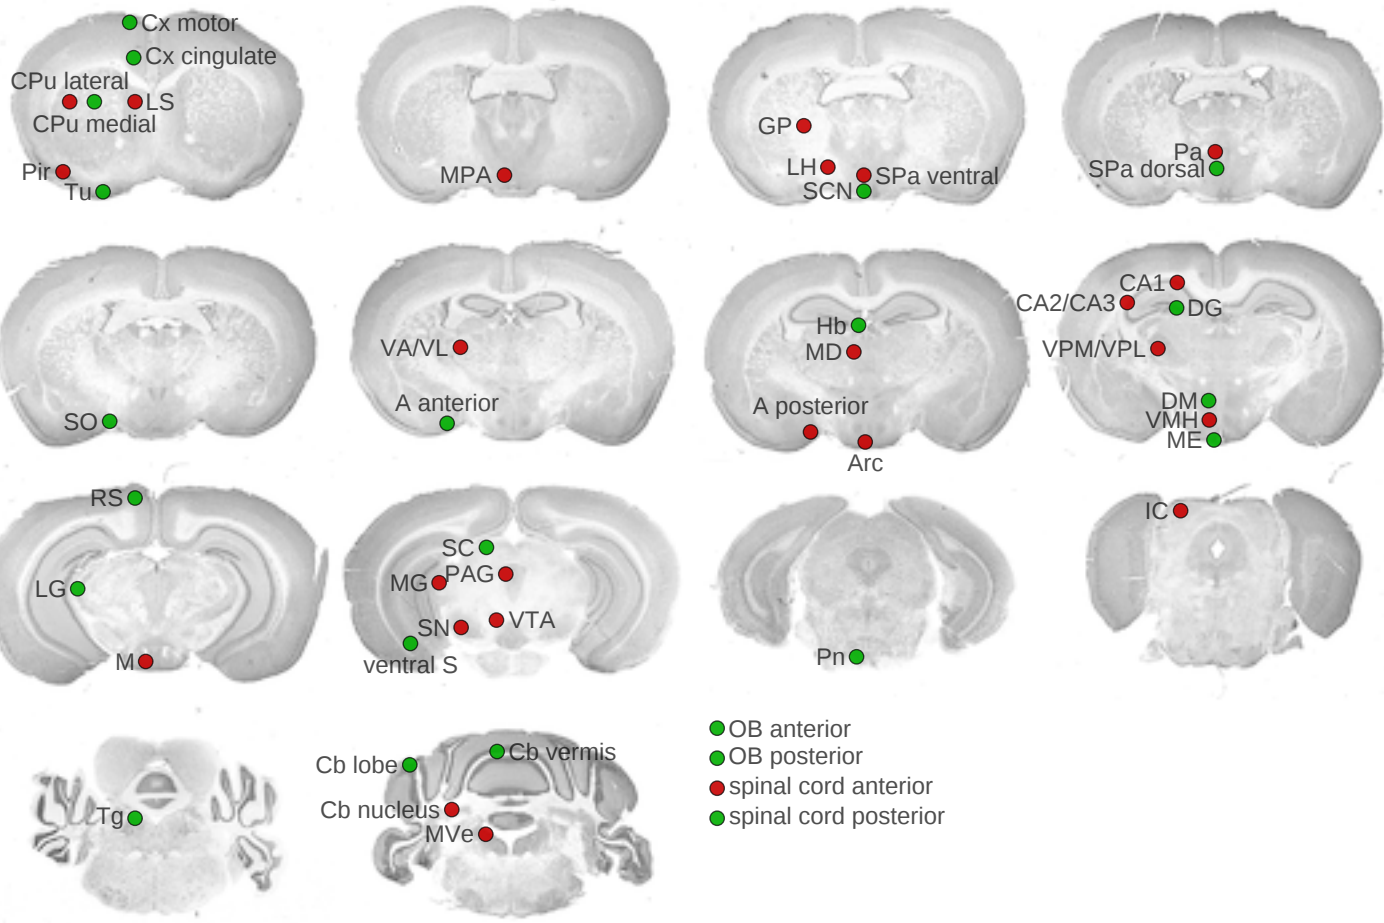 Cx motor
Cx cingulate
CPu lateral
LS
CPu medial
Pir
Tu
MPA
GP
LH
SPa ventral
SCN
Pa
SPa dorsal
SO
VA/VL
A anterior
Hb
MD
A posterior
Arc
CA1
CA2/CA3
DG
VPM/VPL
DM
VMH
ME
RS
LG
M
SC
MG
PAG
SN
VTA
ventral S
Pn
IC
Tg
Cb lobe
Cb vermis
Cb nucleus
MVe
OB anterior
OB posterior
spinal cord anterior
spinal cord posterior